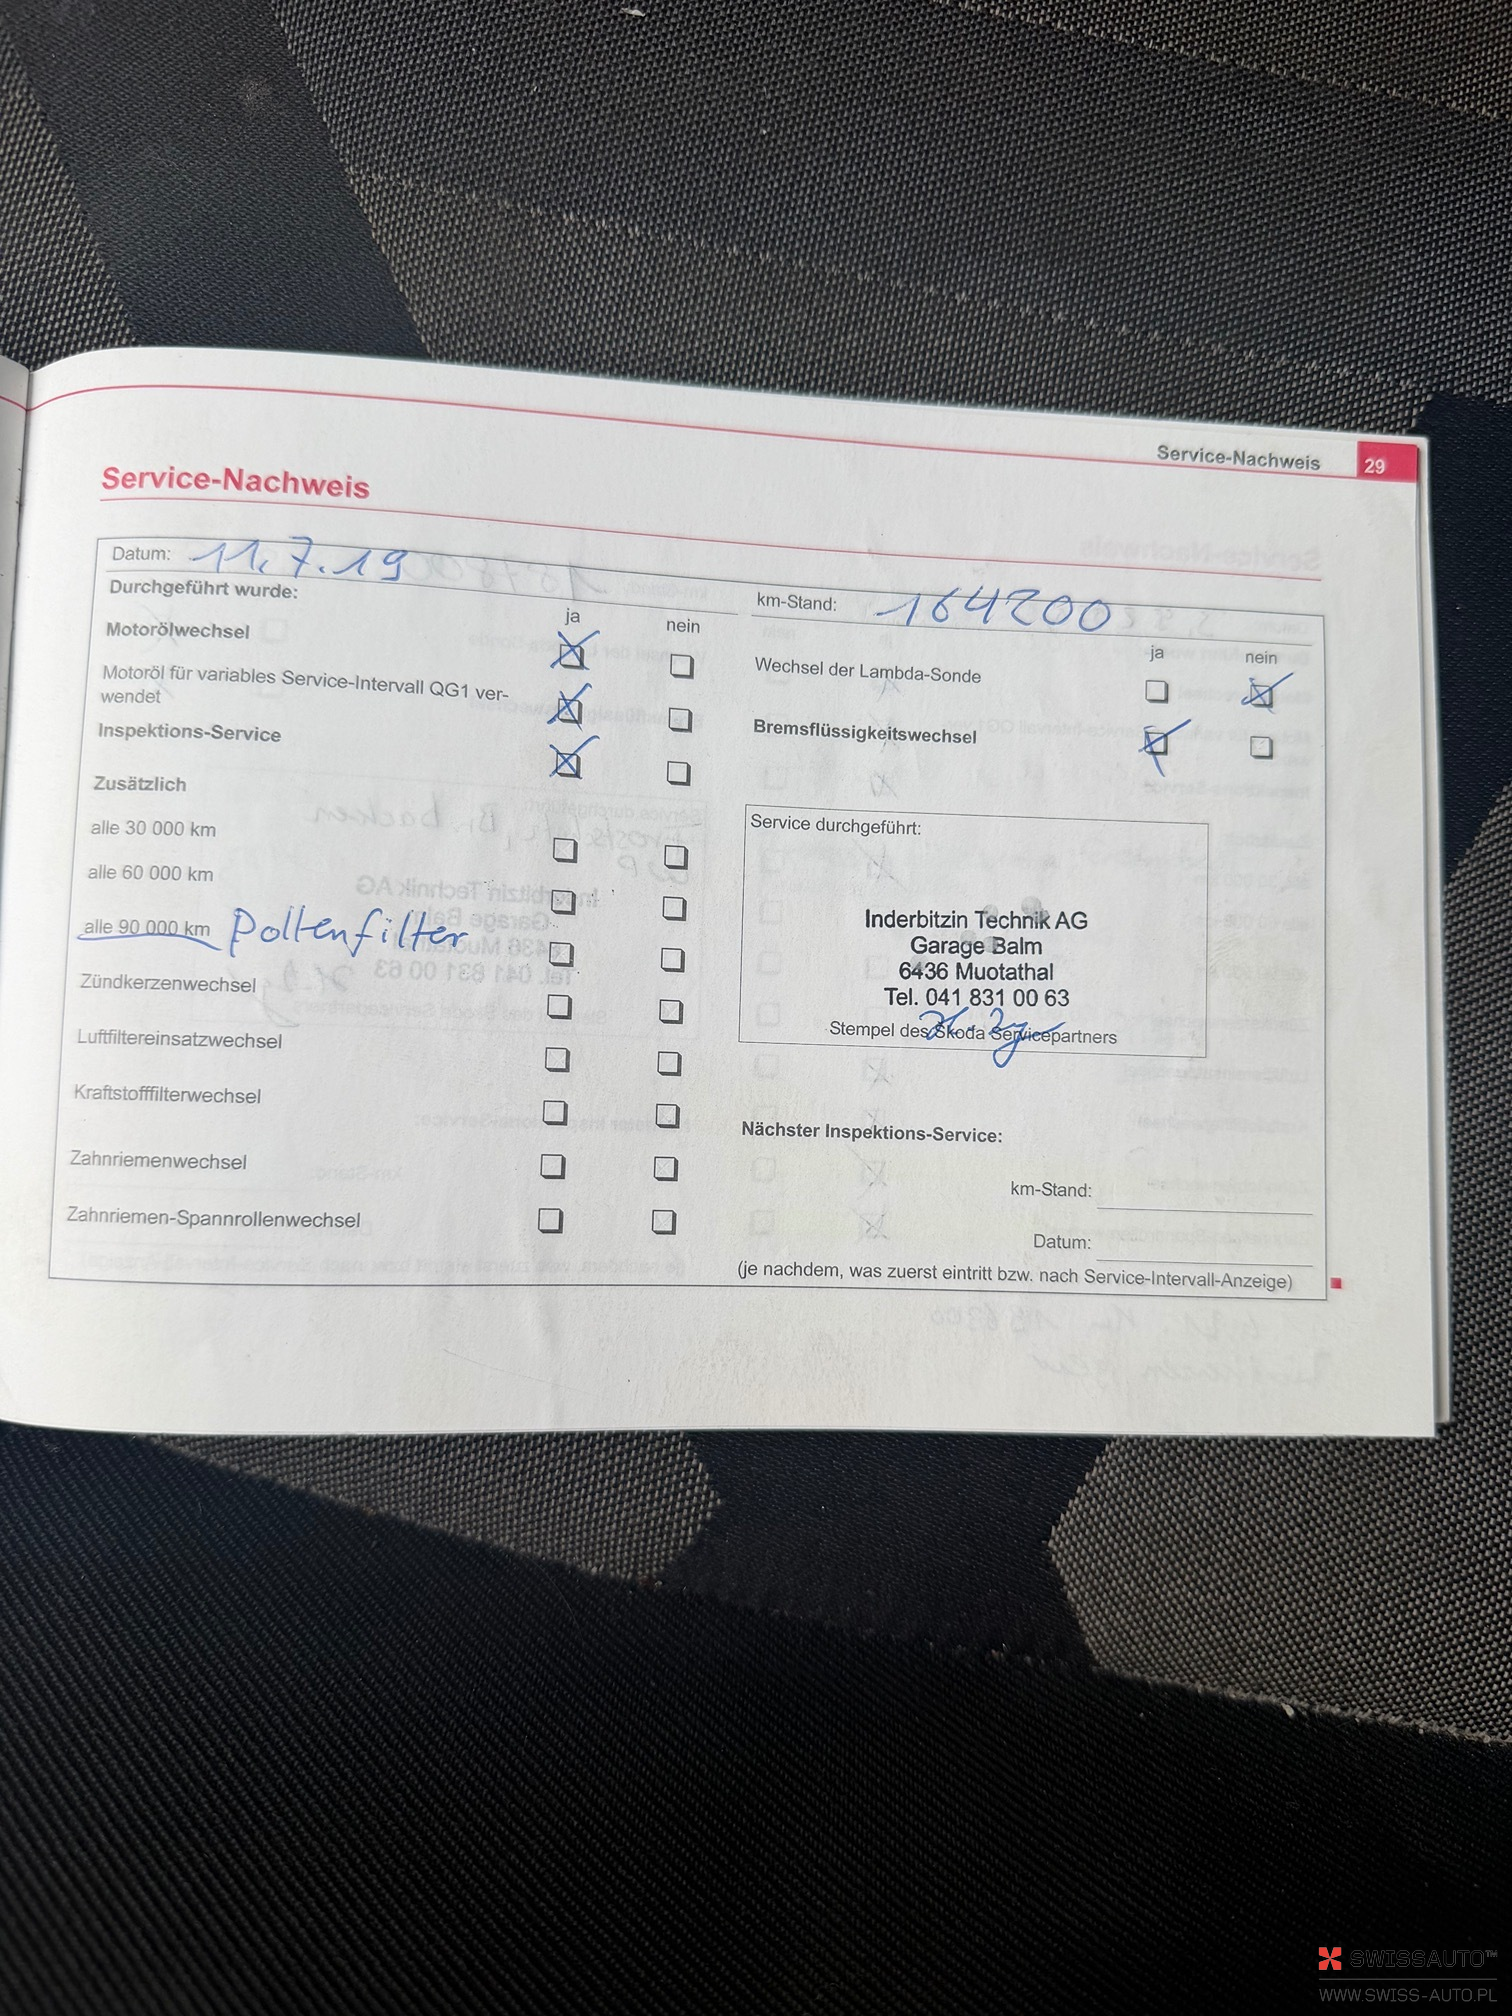 Service-Nachweis 29
Service-Nachweis
Datum: 11.7.19
km-Stand: 164200
Durchgeführt wurde:
ja nein
Motorölwechsel
Motoröl für variables Service-Intervall QG1 ver-
wendet
Inspektions-Service
Zusätzlich
alle 30 000 km
alle 60 000 km
alle 90 000 km Pollenfilter
Zündkerzenwechsel
Luftfiltereinsatzwechsel
Kraftstofffilterwechsel
Zahnriemenwechsel
Zahnriemen-Spannrollenwechsel
ja nein
Wechsel der Lambda-Sonde
Bremsflüssigkeitswechsel
Service durchgeführt:
Inderbitzin Technik AG
Garage Balm
6436 Muotathal
Tel. 041 831 00 63
Stempel des Skoda Servicepartners
Nächster Inspektions-Service:
km-Stand:
Datum:
(je nachdem, was zuerst eintritt bzw. nach Service-Intervall-Anzeige)
SWISSAUTO™
WWW.SWISS-AUTO.PL